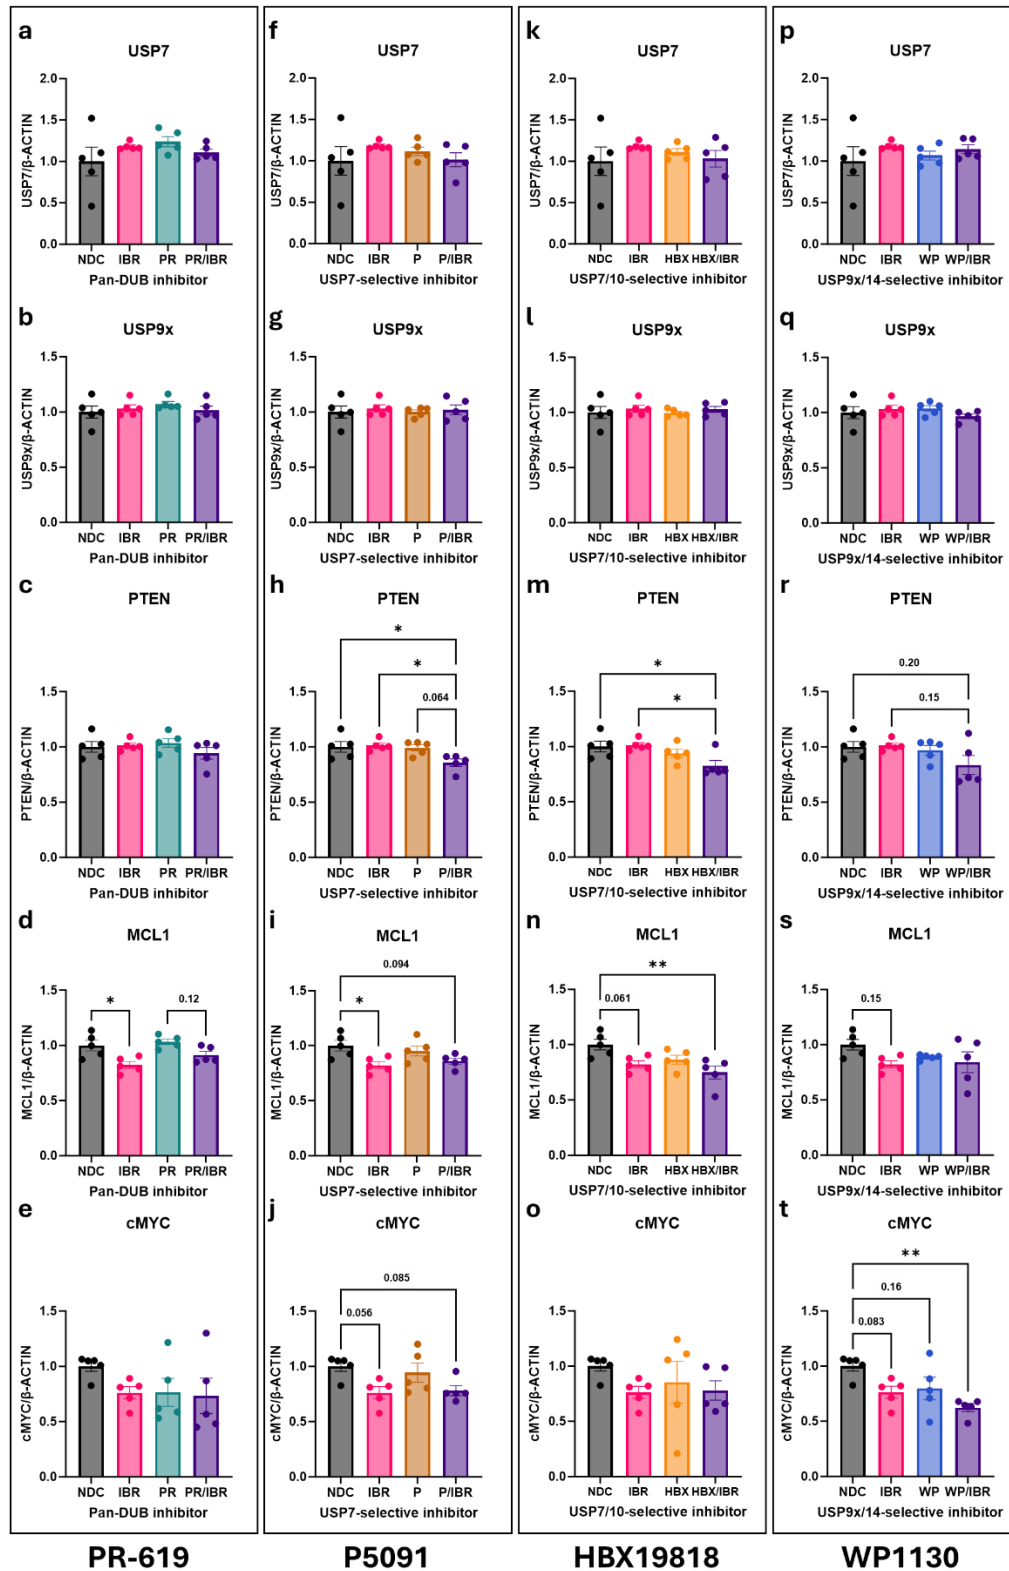 a
USP7
USP7/β-ACTIN
2.0
1.5
1.0
0.5
0.0
NDC IBR PR PR/IBR
Pan-DUB inhibitor
b
USP9x
USP9x/β-ACTIN
1.5
1.0
0.5
0.0
NDC IBR PR PR/IBR
Pan-DUB inhibitor
c
PTEN
PTEN/β-ACTIN
1.5
1.0
0.5
0.0
NDC IBR PR PR/IBR
Pan-DUB inhibitor
d
MCL1
* 0.12
MCL1/β-ACTIN
1.5
1.0
0.5
0.0
NDC IBR PR PR/IBR
Pan-DUB inhibitor
e
cMYC
cMYC/β-ACTIN
1.5
1.0
0.5
0.0
NDC IBR PR PR/IBR
Pan-DUB inhibitor
PR-619
f
USP7
USP7/β-ACTIN
2.0
1.5
1.0
0.5
0.0
NDC IBR P P/IBR
USP7-selective inhibitor
g
USP9x
USP9x/β-ACTIN
1.5
1.0
0.5
0.0
NDC IBR P P/IBR
USP7-selective inhibitor
h
PTEN
*
*
0.064
PTEN/β-ACTIN
1.5
1.0
0.5
0.0
NDC IBR P P/IBR
USP7-selective inhibitor
i
MCL1
0.094
*
MCL1/β-ACTIN
1.5
1.0
0.5
0.0
NDC IBR P P/IBR
USP7-selective inhibitor
j
cMYC
0.085
0.056
cMYC/β-ACTIN
1.5
1.0
0.5
0.0
NDC IBR P P/IBR
USP7-selective inhibitor
P5091
k
USP7
USP7/β-ACTIN
2.0
1.5
1.0
0.5
0.0
NDC IBR HBX HBX/IBR
USP7/10-selective inhibitor
l
USP9x
USP9x/β-ACTIN
1.5
1.0
0.5
0.0
NDC IBR HBX HBX/IBR
USP7/10-selective inhibitor
m
PTEN
*
*
PTEN/β-ACTIN
1.5
1.0
0.5
0.0
NDC IBR HBX HBX/IBR
USP7/10-selective inhibitor
n
MCL1
**
0.061
MCL1/β-ACTIN
1.5
1.0
0.5
0.0
NDC IBR HBX HBX/IBR
USP7/10-selective inhibitor
o
cMYC
cMYC/β-ACTIN
1.5
1.0
0.5
0.0
NDC IBR HBX HBX/IBR
USP7/10-selective inhibitor
HBX19818
p
USP7
USP7/β-ACTIN
2.0
1.5
1.0
0.5
0.0
NDC IBR WP WP/IBR
USP9x/14-selective inhibitor
q
USP9x
USP9x/β-ACTIN
1.5
1.0
0.5
0.0
NDC IBR WP WP/IBR
USP9x/14-selective inhibitor
r
PTEN
0.20
0.15
PTEN/β-ACTIN
1.5
1.0
0.5
0.0
NDC IBR WP WP/IBR
USP9x/14-selective inhibitor
s
MCL1
0.15
MCL1/β-ACTIN
1.5
1.0
0.5
0.0
NDC IBR WP WP/IBR
USP9x/14-selective inhibitor
t
cMYC
**
0.16
0.083
cMYC/β-ACTIN
1.5
1.0
0.5
0.0
NDC IBR WP WP/IBR
USP9x/14-selective inhibitor
WP1130